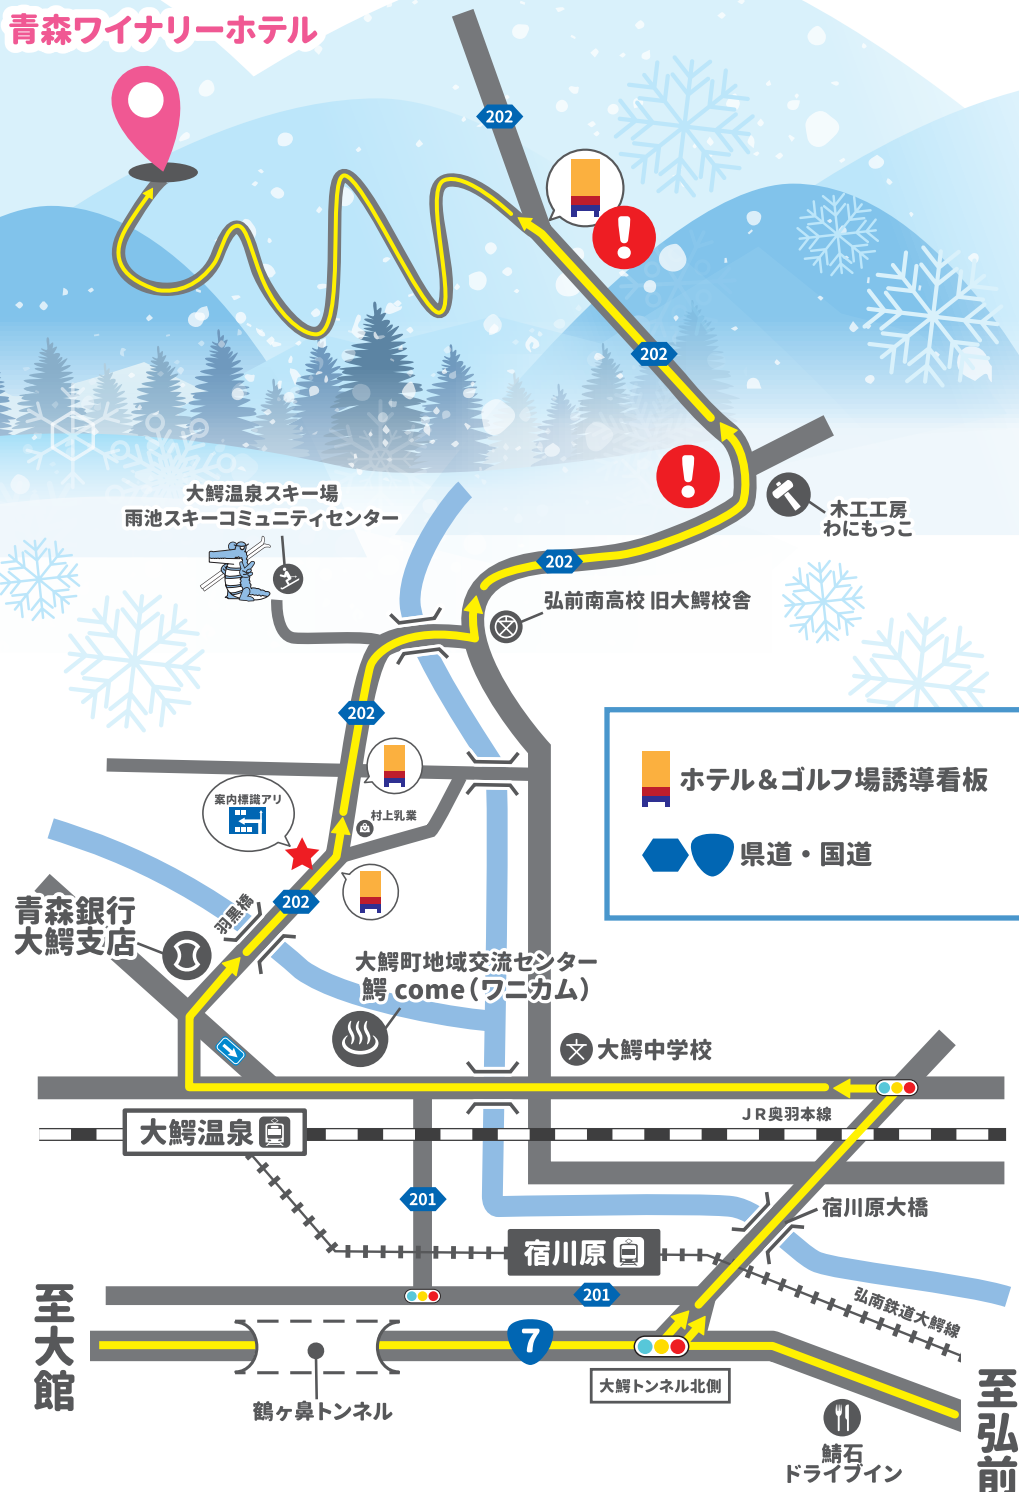 青森ワイナリーホテル
202
202
大鰐温泉スキー場
雨池スキーコミュニティセンター
木工工房
わにもっこ
202
弘前南高校 旧大鰐校舎
202
ホテル&ゴルフ場誘導看板
県道・国道
案内標識アリ
村上乳業
202
羽黒橋
青森銀行
大鰐支店
大鰐町地域交流センター
鰐 come(ワニカム)
大鰐中学校
JR奥羽本線
大鰐温泉
201
宿川原大橋
宿川原
201
弘南鉄道大鰐線
至大館
7
大鰐トンネル北側
鶴ヶ鼻トンネル
至弘前
鯖石
ドライブイン